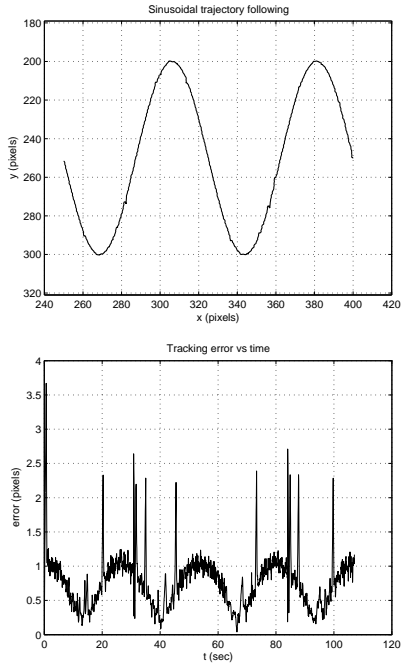 Sinusoidal trajectory following
180
200
220
240
260
280
300
320
y (pixels)
240 260 280 300 320 340 360 380 400 420
x (pixels)
Tracking error vs time
4
3.5
3
2.5
2
1.5
1
0.5
0
error (pixels)
0 20 40 60 80 100 120
t (sec)